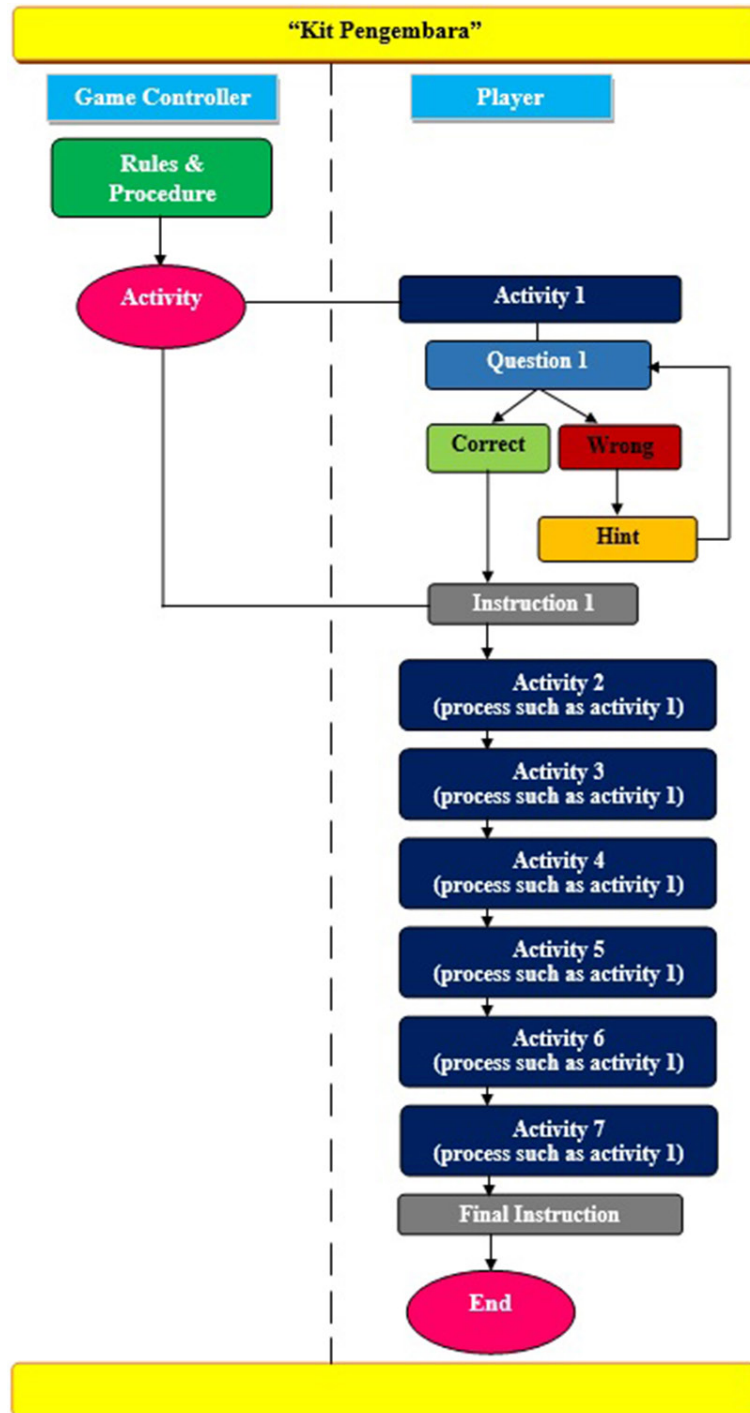 “Kit Pengembara”
Game Controller
Player
Rules &
Procedure
Activity
Activity 1
Question 1
Correct
Wrong
Hint
Instruction 1
Activity 2
(process such as activity 1)
Activity 3
(process such as activity 1)
Activity 4
(process such as activity 1)
Activity 5
(process such as activity 1)
Activity 6
(process such as activity 1)
Activity 7
(process such as activity 1)
Final Instruction
End